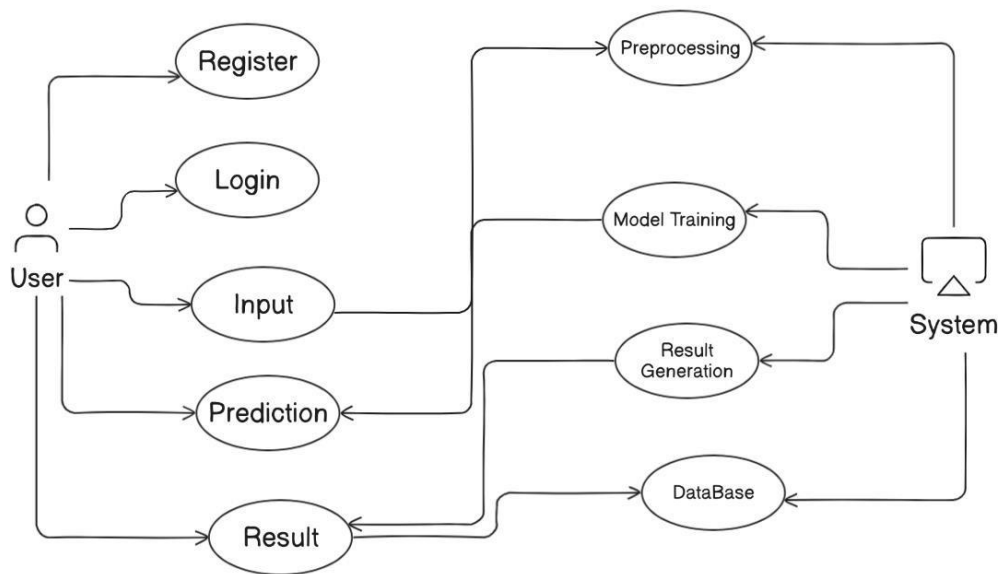 Register
Preprocessing
Login
Model Training
User
Input
System
Result
Generation
Prediction
DataBase
Result